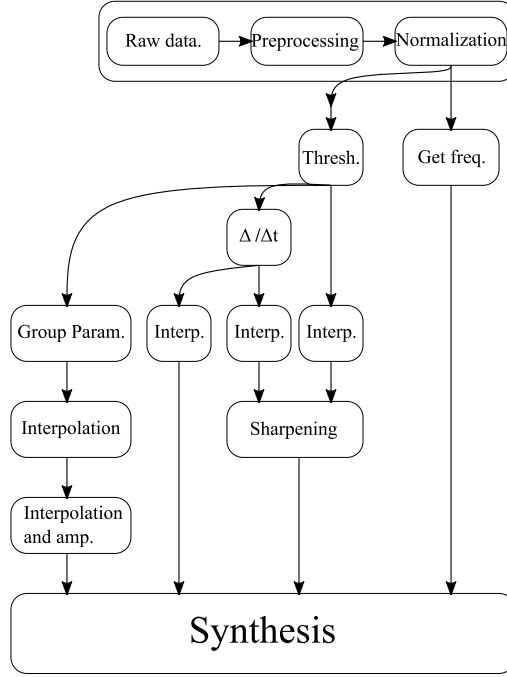 Raw data.
Preprocessing
Normalization
Thresh.
Get freq.
Δ /Δt
Group Param.
Interp.
Interp.
Interp.
Interpolation
Sharpening
Interpolation
and amp.
Synthesis